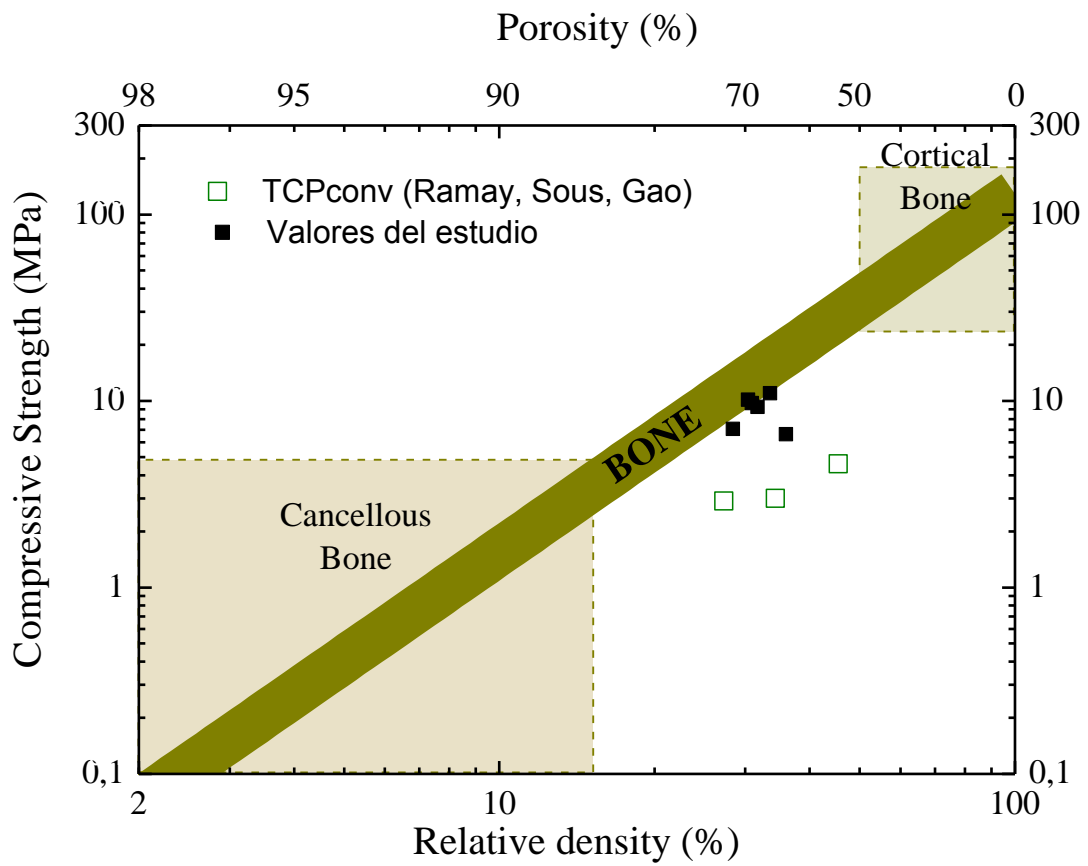 Porosity (%)
98 95 90 70 50 0
300 300
Cortical
Bone
TCPconv (Ramay, Sous, Gao)
Valores del estudio
100 100
10 10
BONE
Cancellous
Bone
1 1
0,1 0,1
2 10 100
Relative density (%)
Compressive Strength (MPa)